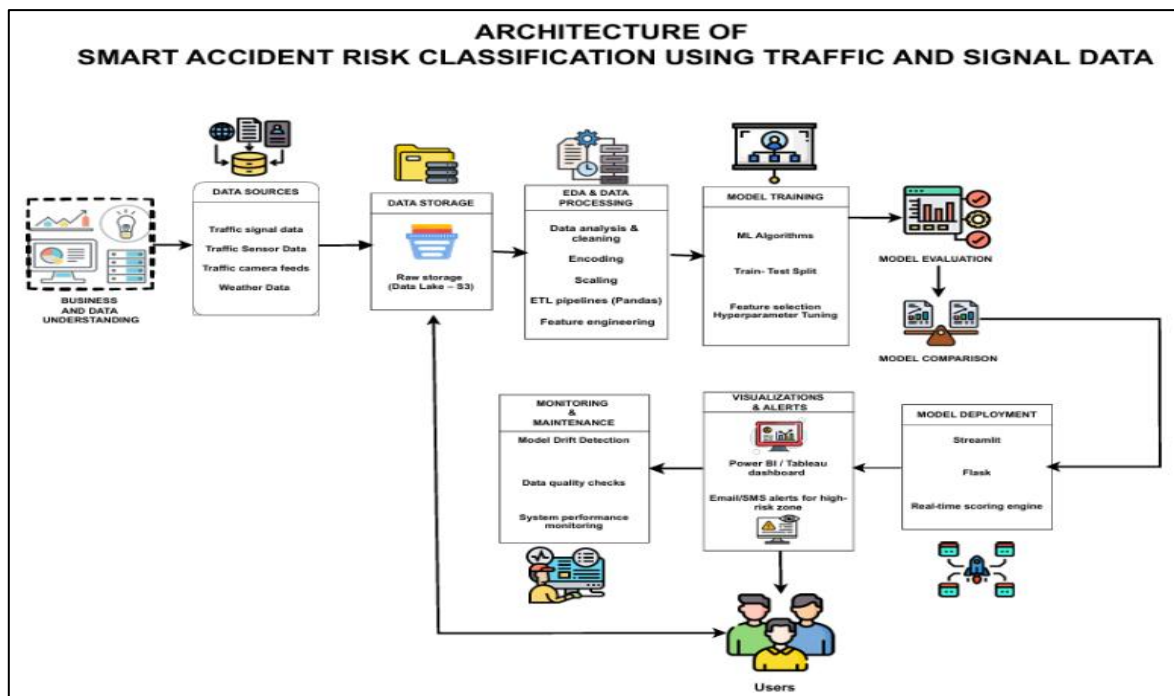 ARCHITECTURE OF
SMART ACCIDENT RISK CLASSIFICATION USING TRAFFIC AND SIGNAL DATA
BUSINESS
AND DATA
UNDERSTANDING
DATA SOURCES
Traffic signal data
Traffic Sensor Data
Traffic camera feeds
Weather Data
DATA STORAGE
Raw storage
(Data Lake – S3)
EDA & DATA
PROCESSING
Data analysis &
cleaning
Encoding
Scaling
ETL pipelines (Pandas)
Feature engineering
MODEL TRAINING
ML Algorithms
Train- Test Split
Feature selection
Hyperparameter Tuning
MODEL EVALUATION
MODEL COMPARISON
MODEL DEPLOYMENT
Streamlit
Flask
Real-time scoring engine
VISUALIZATIONS
& ALERTS
Power BI / Tableau
dashboard
Email/SMS alerts for high-
risk zone
MONITORING
&
MAINTENANCE
Model Drift Detection
Data quality checks
System performance
monitoring
Users